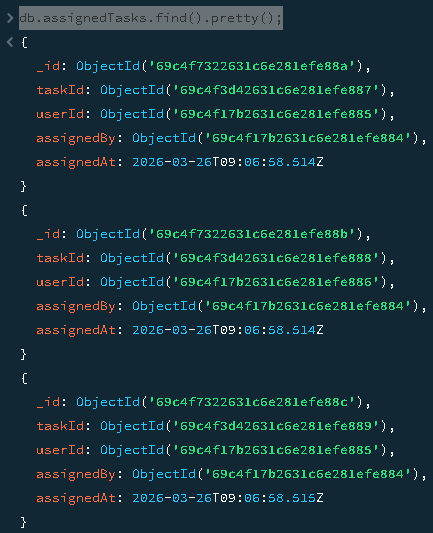 > db.assignedTasks.find().pretty();
< {
_id: ObjectId('69c4f7322631c6e281efe88a'),
taskId: ObjectId('69c4f3d42631c6e281efe887'),
userId: ObjectId('69c4f17b2631c6e281efe885'),
assignedBy: ObjectId('69c4f17b2631c6e281efe884'),
assignedAt: 2026-03-26T09:06:58.514Z
}
{
_id: ObjectId('69c4f7322631c6e281efe88b'),
taskId: ObjectId('69c4f3d42631c6e281efe888'),
userId: ObjectId('69c4f17b2631c6e281efe886'),
assignedBy: ObjectId('69c4f17b2631c6e281efe884'),
assignedAt: 2026-03-26T09:06:58.514Z
}
{
_id: ObjectId('69c4f7322631c6e281efe88c'),
taskId: ObjectId('69c4f3d42631c6e281efe889'),
userId: ObjectId('69c4f17b2631c6e281efe885'),
assignedBy: ObjectId('69c4f17b2631c6e281efe884'),
assignedAt: 2026-03-26T09:06:58.515Z
}